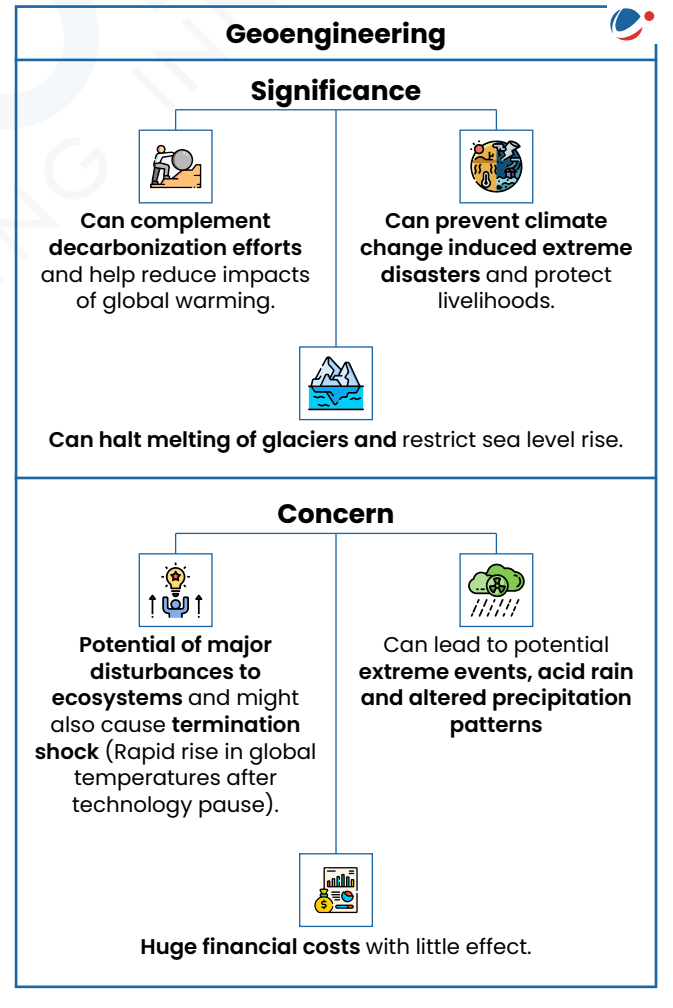 Geoengineering
Significance
Can complement
decarbonization efforts
and help reduce impacts
of global warming.
Can prevent climate
change induced extreme
disasters and protect
livelihoods.
Can halt melting of glaciers and restrict sea level rise.
Concern
Potential of major
disturbances to
ecosystems and might
also cause termination
shock (Rapid rise in global
temperatures after
technology pause).
Can lead to potential
extreme events, acid rain
and altered precipitation
patterns
Huge financial costs with little effect.